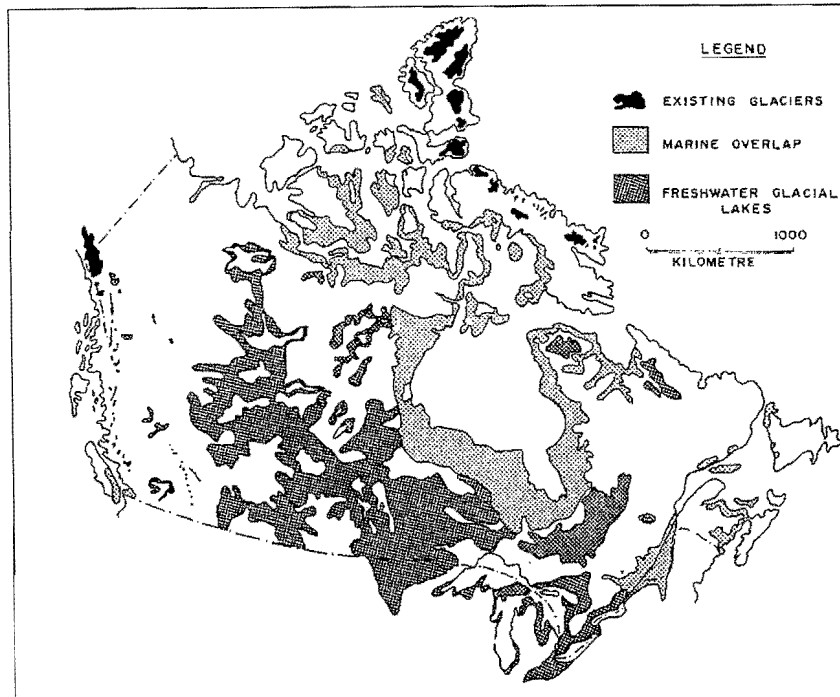 LEGEND
EXISTING GLACIERS
MARINE OVERLAP
FRESHWATER GLACIAL
LAKES
0 1000
KILOMETRE